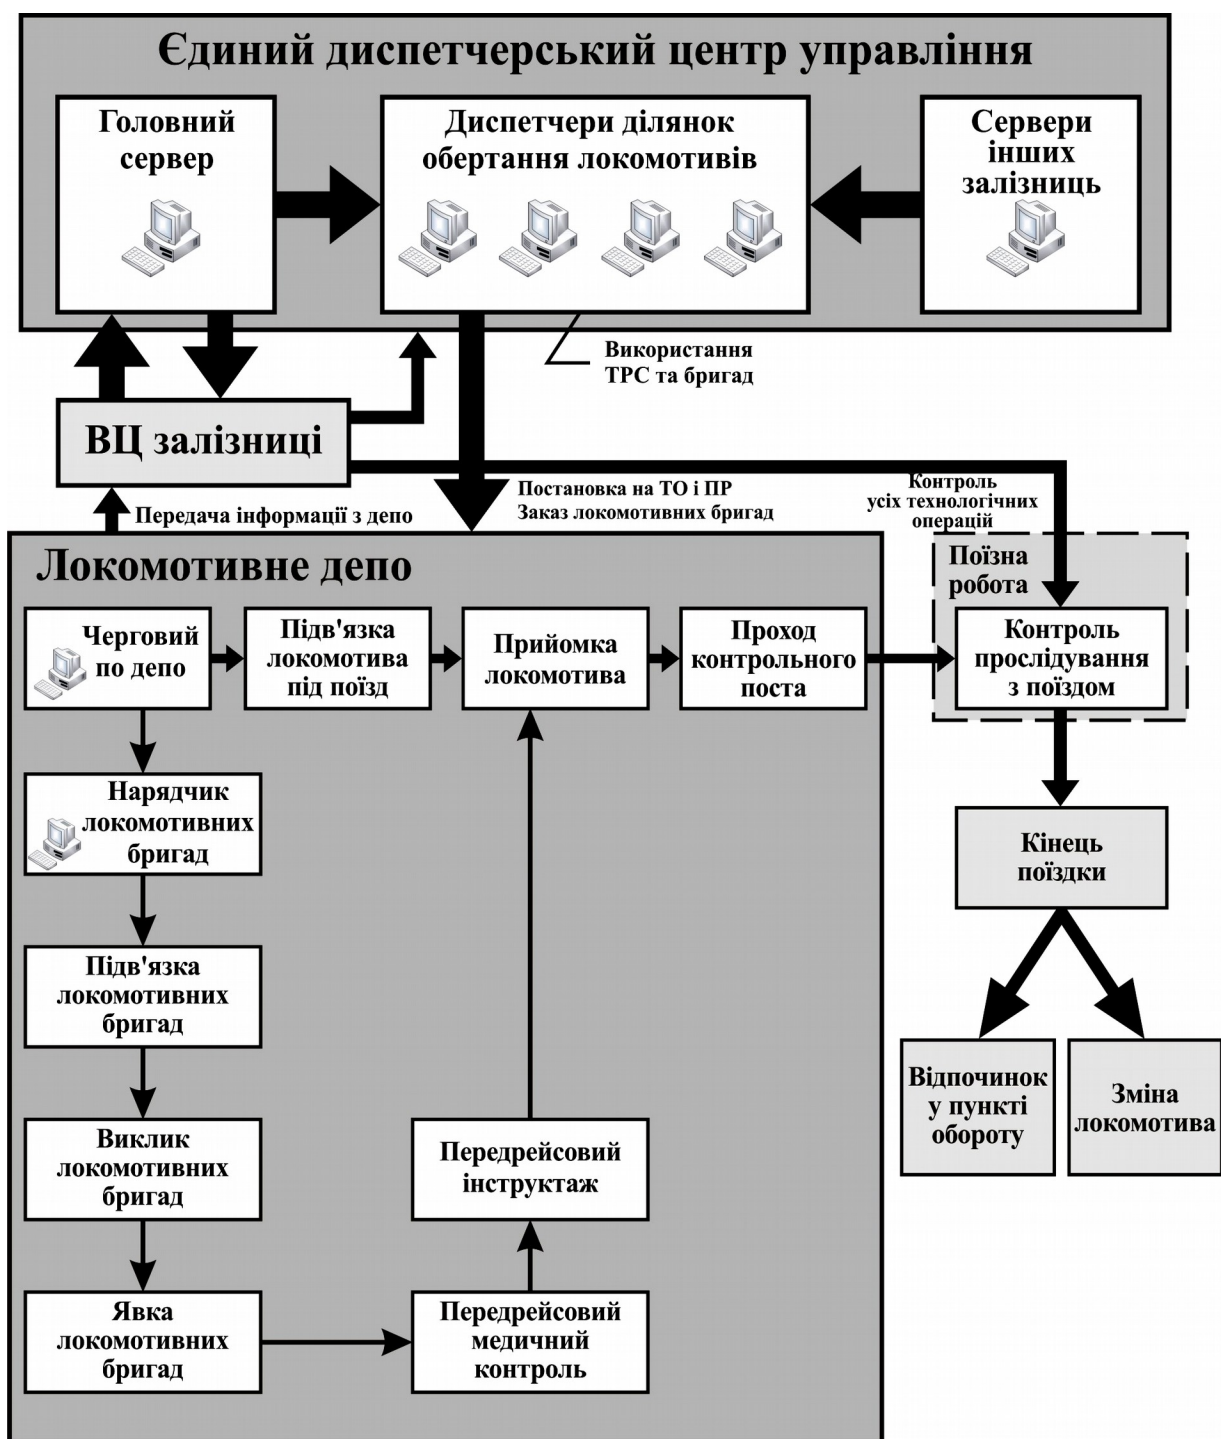 Єдиний диспетчерський центр управління
Головний
сервер
Диспетчери ділянок
обертання локомотивів
Сервери
інших
залізниць
Використання
ТРС та бригад
ВЦ залізниці
Передача інформації з депо
Постановка на ТО і ПР
Заказ локомотивних бригад
Контроль
усіх технологічних
операцій
Локомотивне депо
Поїзна
робота
Черговий
по депо
Підв'язка
локомотива
під поїзд
Прийомка
локомотива
Проход
контрольного
поста
Контроль
прослідування
з поїздом
Нарядчик
локомотивних
бригад
Кінець
поїздки
Підв'язка
локомотивних
бригад
Відпочинок
у пункті
обороту
Зміна
локомотива
Виклик
локомотивних
бригад
Передрейсовий
інструктаж
Явка
локомотивних
бригад
Передрейсовий
медичний
контроль